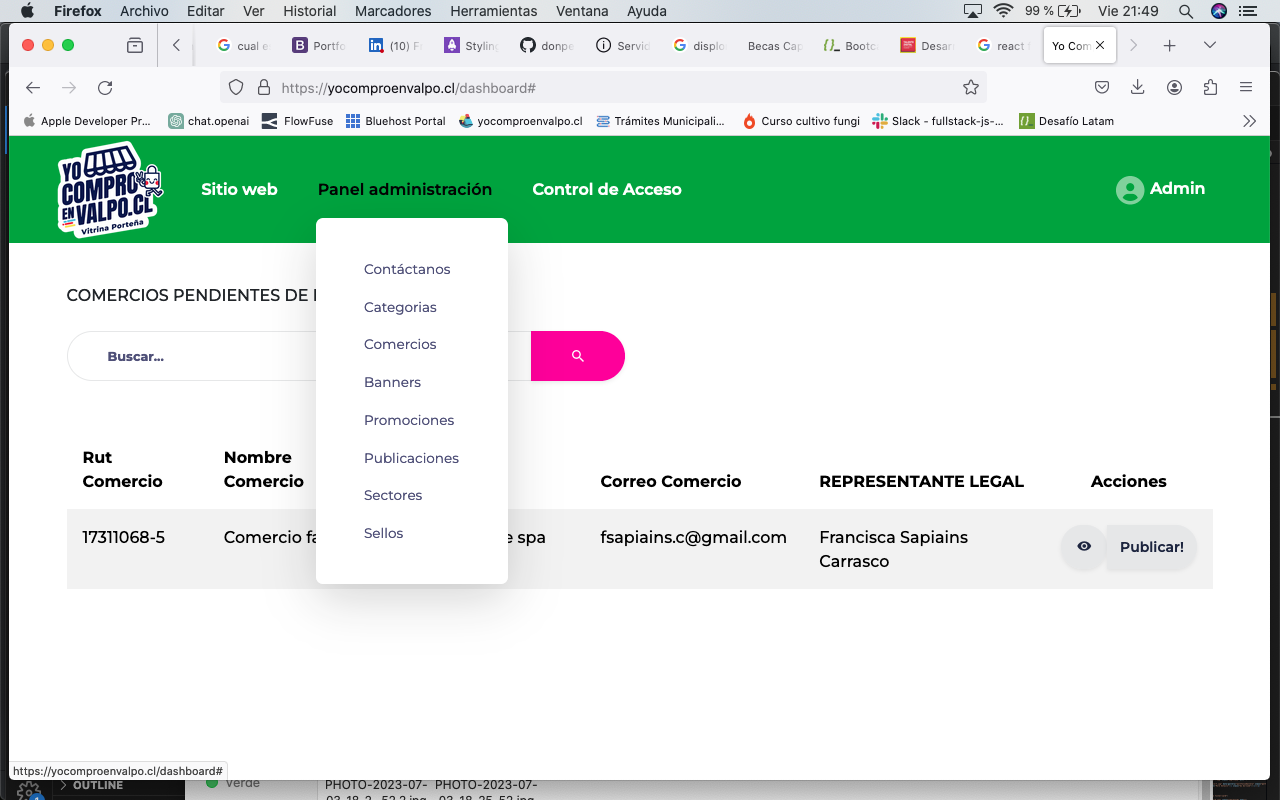 Firefox Archivo Editar Ver Historial Marcadores Herramientas Ventana Ayuda 99 % Vie 21:49
cual e Portfo (10) F Styling donpe Servic disploy Becas Cap Bootc Desar react Yo Com
https://yocomproenvalpo.cl/dashboard#
Apple Developer Pr... chat.openai FlowFuse Bluehost Portal yocomproenvalpo.cl Trámites Municipali... Curso cultivo fungi Slack - fullstack-js-... Desafío Latam
YO
COMPRO
EN VALPO.CL
Vitrina Porteña
Sitio web Panel administración Control de Acceso Admin
Contáctanos
Categorias
Comercios
Banners
Promociones
Publicaciones
Sectores
Sellos
COMERCIOS PENDIENTES DE
Buscar...
Rut Comercio Nombre Comercio Correo Comercio REPRESENTANTE LEGAL Acciones
17311068-5 Comercio fa e spa fsapiains.c@gmail.com Francisca Sapiains Carrasco Publicar!
https://yocomproenvalpo.cl/dashboard#
OUTLINE Verde PHOTO-2023-07- PHOTO-2023-07-